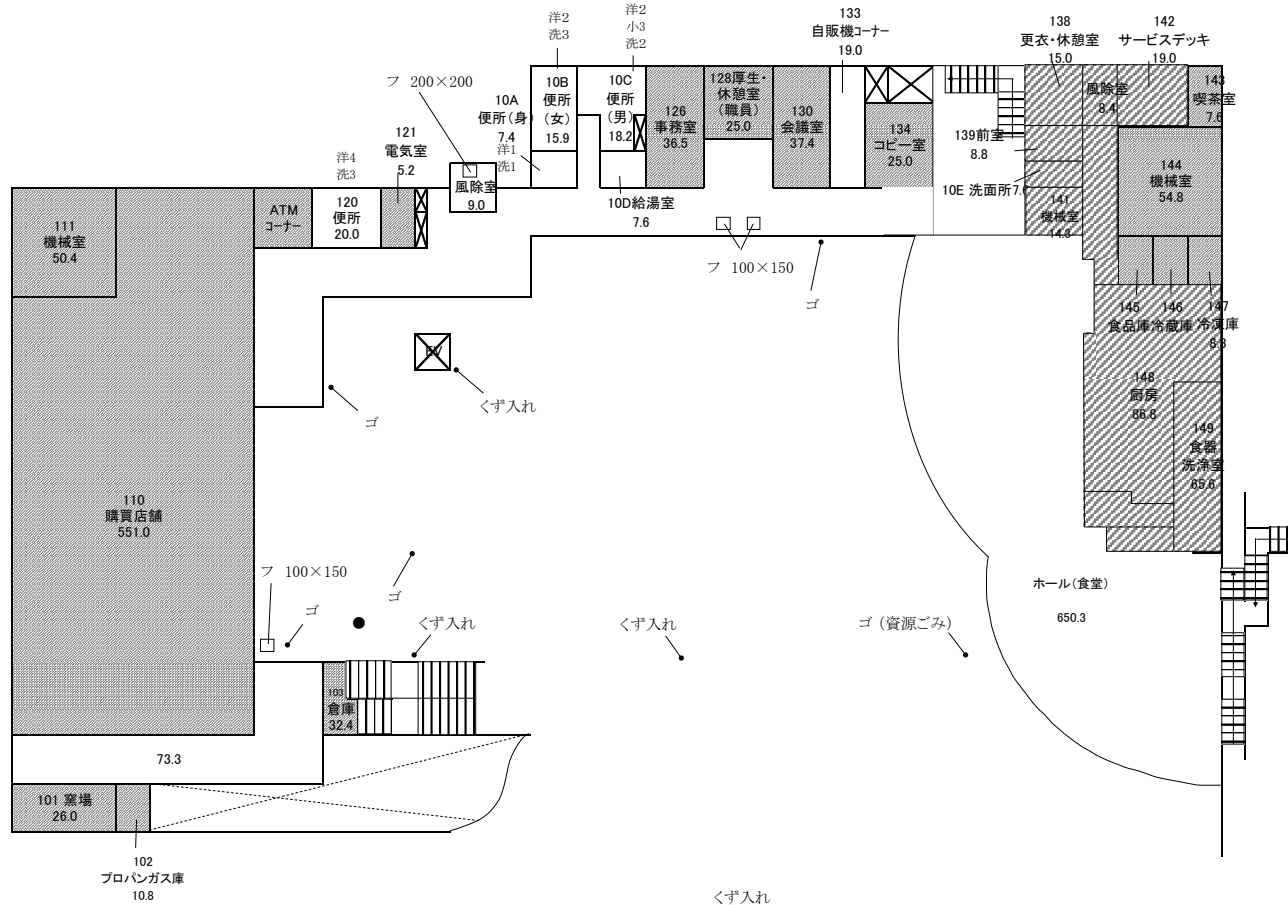 洋2
洗3
洋2
小3
洗2
133
自販機コーナー
19.0
138
更衣・休憩室
15.0
142
サービスデッキ
19.0
フ 200×200
10A
便所(身)
7.4
洋1
洗1
10B
便所
(女)
15.9
10C
便所
(男)
18.2
126
事務室
36.5
128厚生・
休憩室
(職員)
25.0
130
会議室
37.4
134
コピー室
25.0
風除室
8.4
143
喫茶室
7.6
139前室
8.8
144
機械室
54.8
洋4
洗3
121
電気室
5.2
風除室
9.0
10D給湯室
7.6
10E 洗面所7.0
141
機械室
14.3
111
機械室
50.4
ATM
コーナー
120
便所
20.0
フ 100×150
ゴ
145
食品庫
146
冷蔵庫
147
冷凍庫
8.3
EV
くず入れ
ゴ
148
厨房
86.8
149
食器
洗浄室
65.6
110
購買店舗
551.0
フ 100×150
ゴ
ゴ
くず入れ
くず入れ
ゴ(資源ごみ)
ホール(食堂)
650.3
103
倉庫
32.4
73.3
101 窯場
26.0
102
プロパンガス庫
10.8
くず入れ